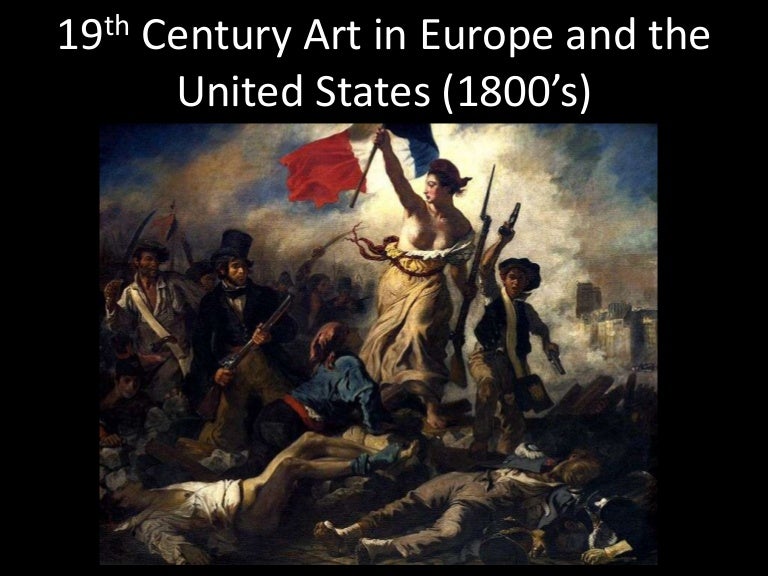 19th Century Art in Europe and the
United States (1800’s)